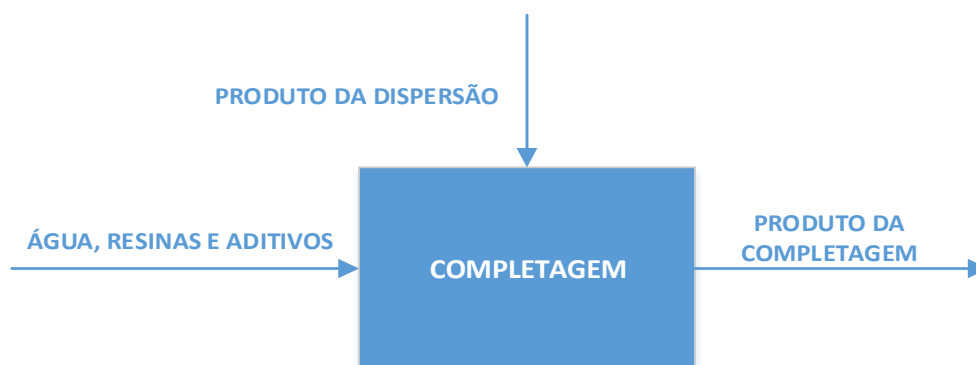 PRODUTO DA DISPERSÃO
ÁGUA, RESINAS E ADITIVOS
COMPLETAGEM
PRODUTO DA
COMPLETAGEM